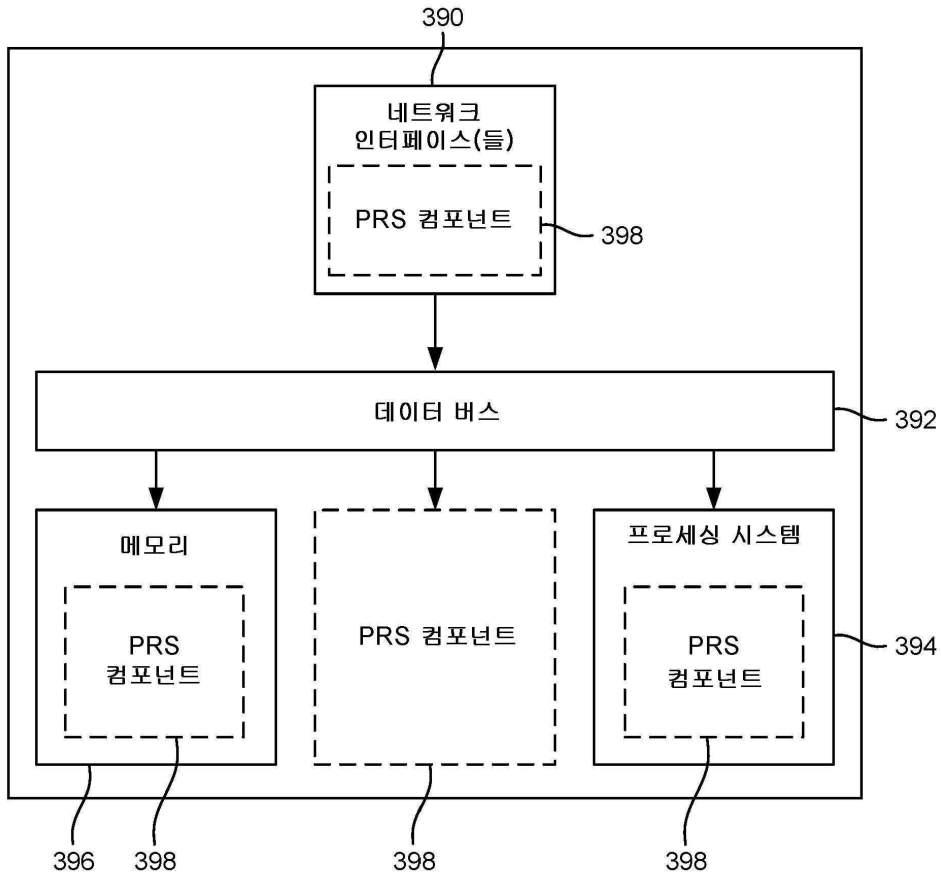 390
네트워크
인터페이스(들)
PRS 컴포넌트
398
데이터 버스
392
메모리
PRS
컴포넌트
PRS 컴포넌트
프로세싱 시스템
PRS
컴포넌트
394
396
398
398
398